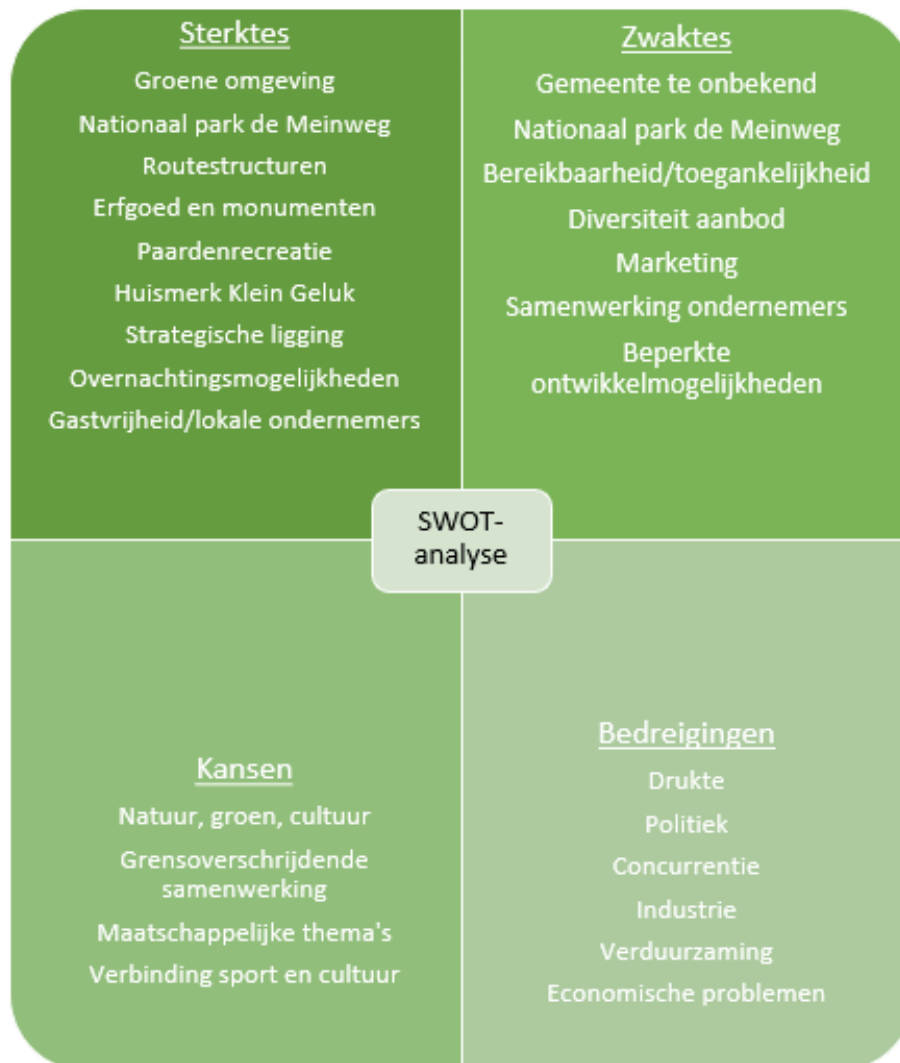 Sterktes
Groene omgeving
Nationaal park de Meinweg
Routestructuren
Erfgoed en monumenten
Paardenrecreatie
Huismerk Klein Geluk
Strategische ligging
Overnachtingsmogelijkheden
Gastvrijheid/lokale ondernemers
Zwaktes
Gemeente te onbekend
Nationaal park de Meinweg
Bereikbaarheid/toegankelijkheid
Diversiteit aanbod
Marketing
Samenwerking ondernemers
Beperkte
ontwikkelmogelijkheden
SWOT-
analyse
Kansen
Natuur, groen, cultuur
Grensoverschrijdende
samenwerking
Maatschappelijke thema's
Verbinding sport en cultuur
Bedreigingen
Drukte
Politiek
Concurrentie
Industrie
Verduurzaming
Economische problemen